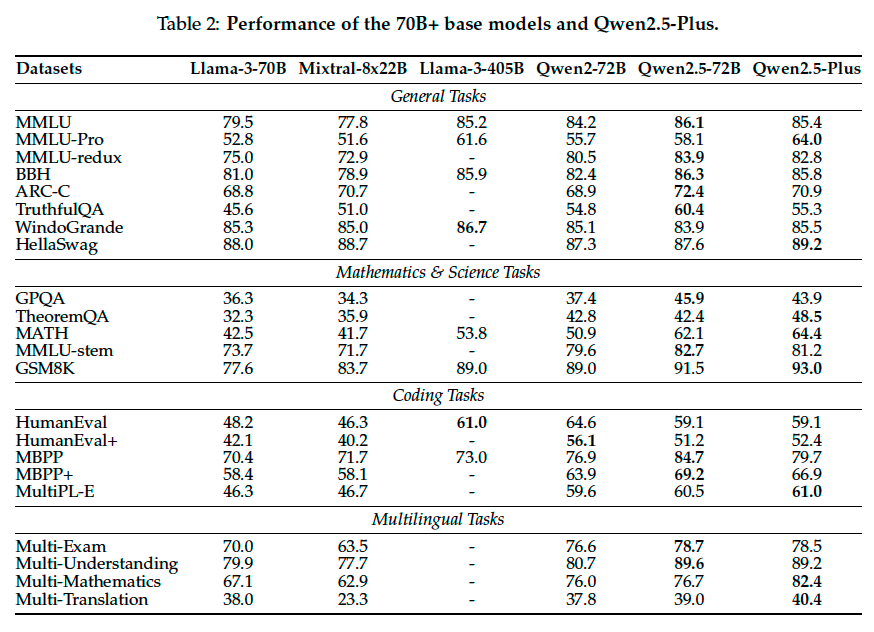 Table 2: Performance of the 70B+ base models and Qwen2.5-Plus.
Datasets Llama-3-70B Mixtral-8x22B Llama-3-405B Qwen2-72B Qwen2.5-72B Qwen2.5-Plus
General Tasks
MMLU 79.5 77.8 85.2 84.2 86.1 85.4
MMLU-Pro 52.8 51.6 61.6 55.7 58.1 64.0
MMLU-redux 75.0 72.9 - 80.5 83.9 82.8
BBH 81.0 78.9 85.9 82.4 86.3 85.8
ARC-C 68.8 70.7 - 68.9 72.4 70.9
TruthfulQA 45.6 51.0 - 54.8 60.4 55.3
WindoGrande 85.3 85.0 86.7 85.1 83.9 85.5
HellaSwag 88.0 88.7 - 87.3 87.6 89.2
Mathematics & Science Tasks
GPQA 36.3 34.3 - 37.4 45.9 43.9
TheoremQA 32.3 35.9 - 42.8 42.4 48.5
MATH 42.5 41.7 53.8 50.9 62.1 64.4
MMLU-stem 73.7 71.7 - 79.6 82.7 81.2
GSM8K 77.6 83.7 89.0 89.0 91.5 93.0
Coding Tasks
HumanEval 48.2 46.3 61.0 64.6 59.1 59.1
HumanEval+ 42.1 40.2 - 56.1 51.2 52.4
MBPP 70.4 71.7 73.0 76.9 84.7 79.7
MBPP+ 58.4 58.1 - 63.9 69.2 66.9
MultiPL-E 46.3 46.7 - 59.6 60.5 61.0
Multilingual Tasks
Multi-Exam 70.0 63.5 - 76.6 78.7 78.5
Multi-Understanding 79.9 77.7 - 80.7 89.6 89.2
Multi-Mathematics 67.1 62.9 - 76.0 76.7 82.4
Multi-Translation 38.0 23.3 - 37.8 39.0 40.4